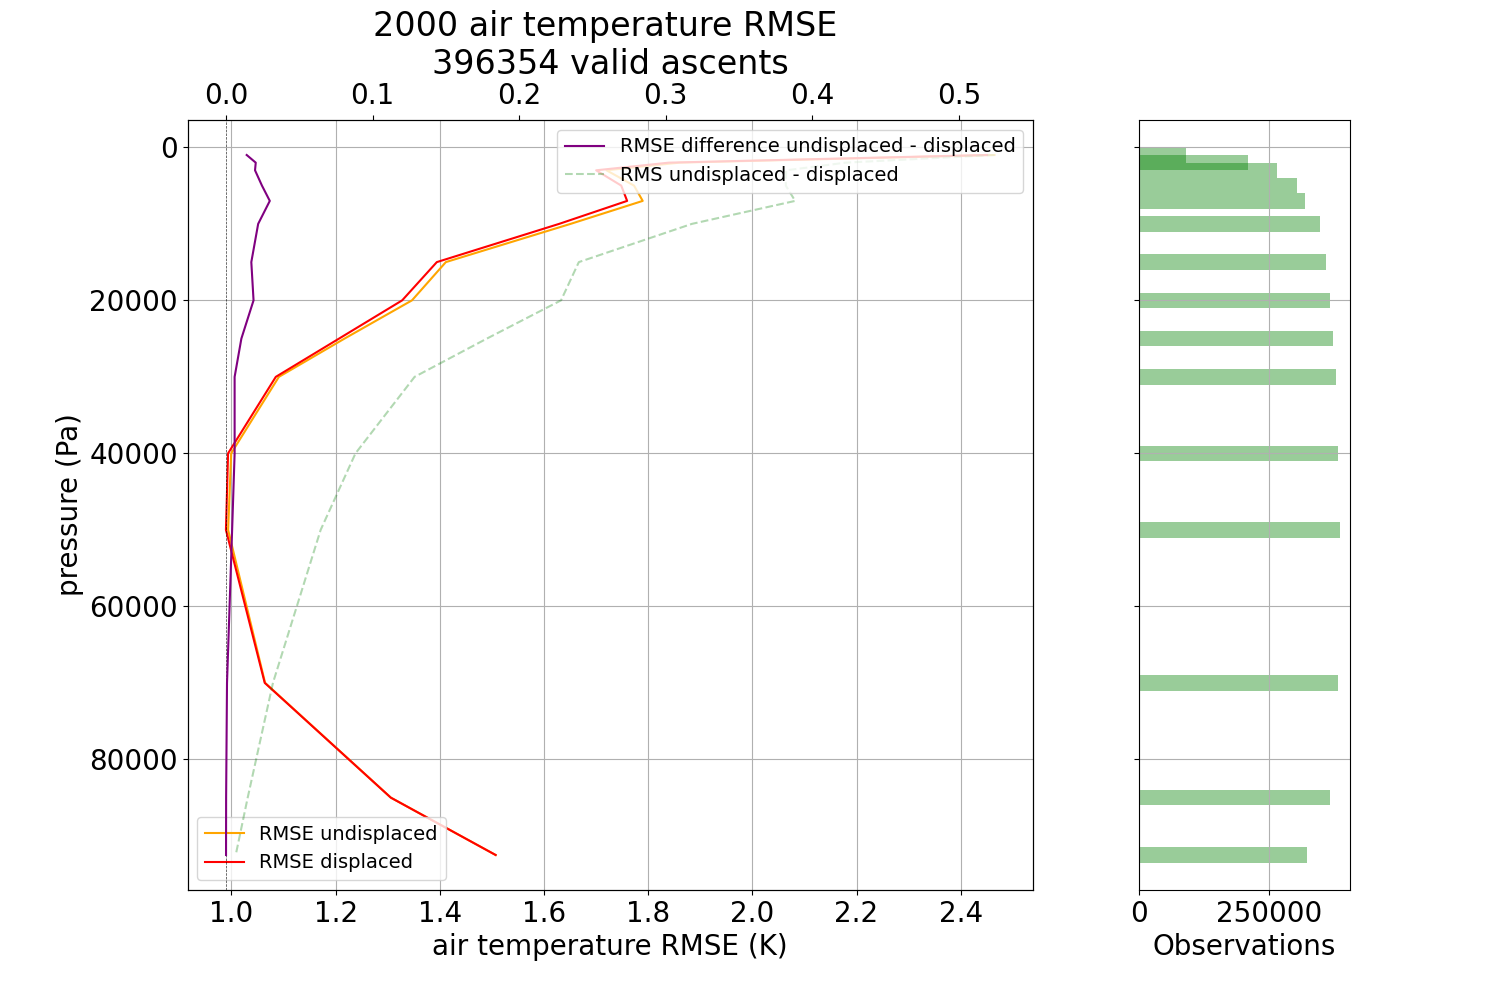 2000 air temperature RMSE
396354 valid ascents
0.0 0.1 0.2 0.3 0.4 0.5
RMSE difference undisplaced - displaced
RMS undisplaced - displaced
0
20000
40000
60000
80000
pressure (Pa)
RMSE undisplaced
RMSE displaced
1.0 1.2 1.4 1.6 1.8 2.0 2.2 2.4
air temperature RMSE (K)
0 250000
Observations